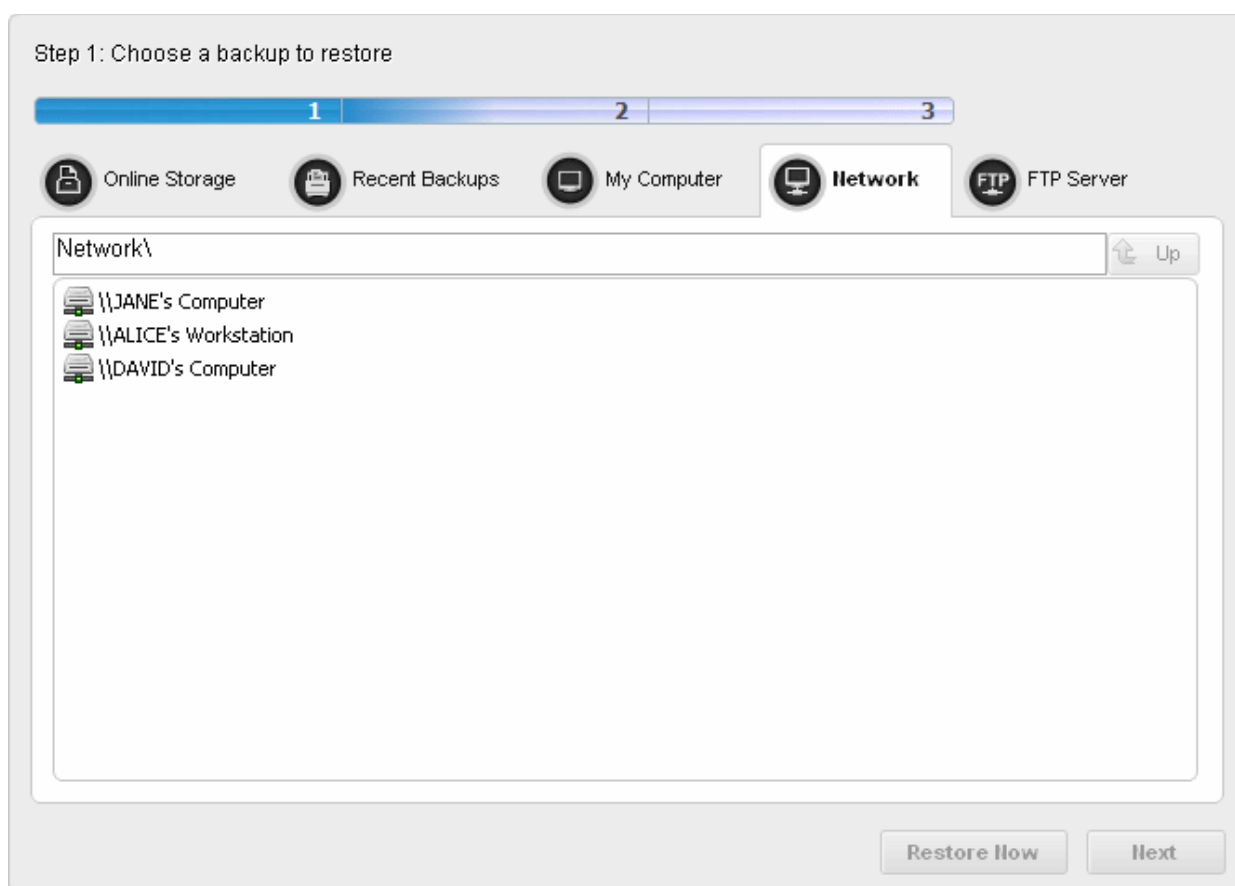 Step 1: Choose a backup to restore
1 2 3
Online Storage Recent Backups My Computer Network FTP FTP Server
Network\ Up
\\JANE's Computer
\\ALICE's Workstation
\\DAVID's Computer
Restore Now Next